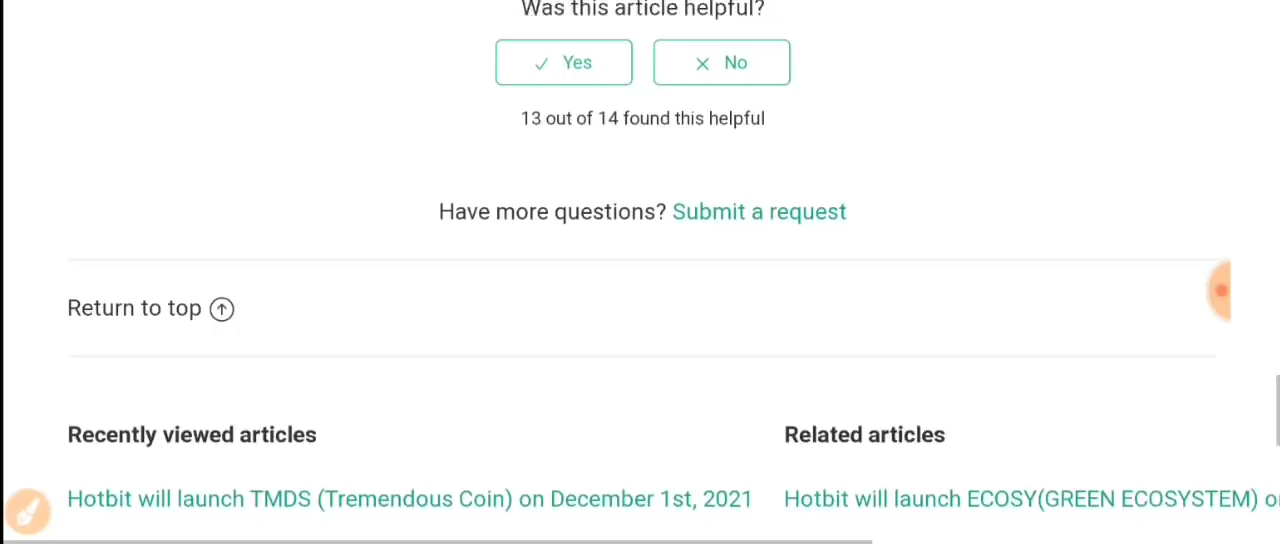 Was this article helpful?
Yes
No
13 out of 14 found this helpful
Have more questions? Submit a request
Return to top
Recently viewed articles
Related articles
Hotbit will launch TMDS (Tremendous Coin) on December 1st, 2021
Hotbit will launch ECOSY(GREEN ECOSYSTEM)